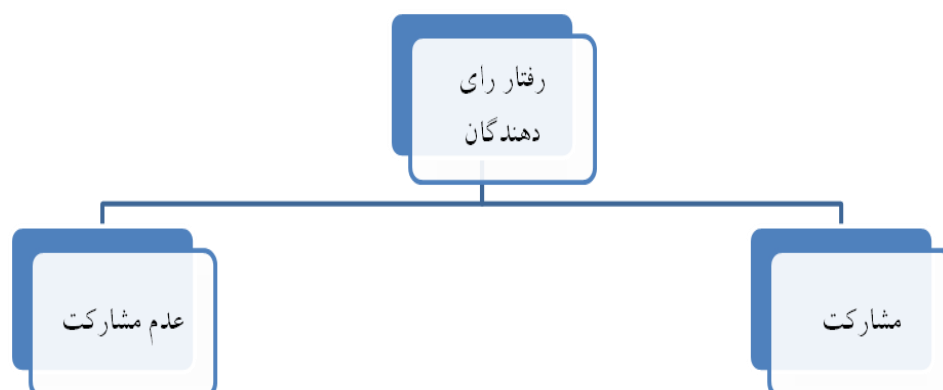 رفتار رای
دهندگان
مشارکت
عدم مشارکت